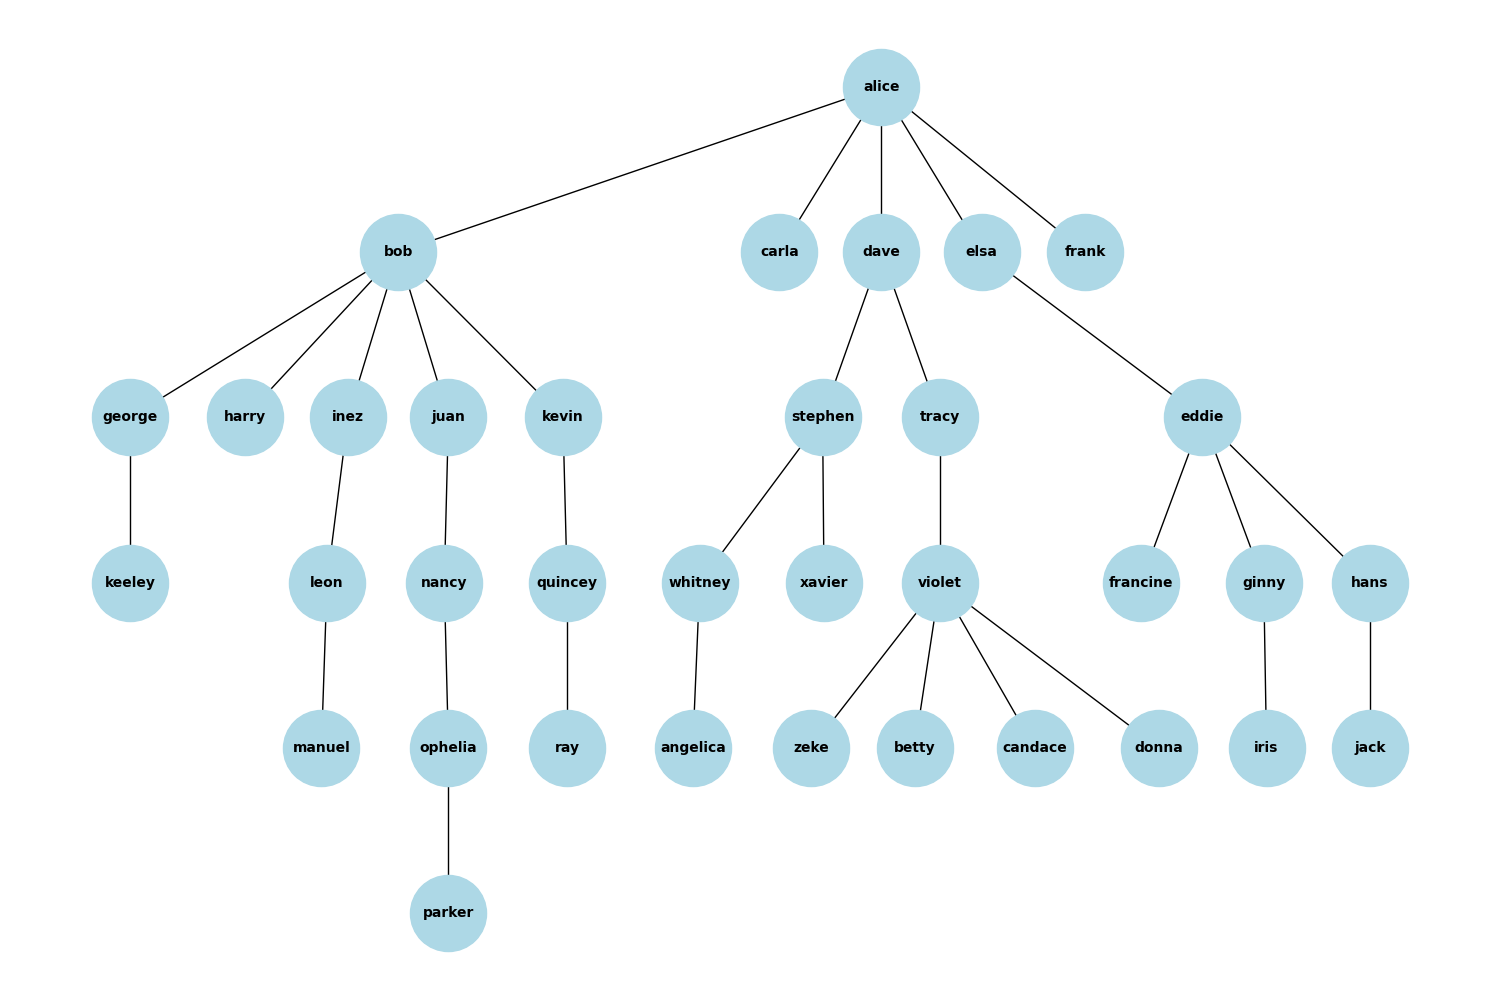 alice
bob
carla
dave
elsa
frank
george
harry
inez
juan
kevin
stephen
tracy
eddie
keeley
leon
nancy
quincey
whitney
xavier
violet
francine
ginny
hans
manuel
ophelia
ray
angelica
zeke
betty
candace
donna
iris
jack
parker